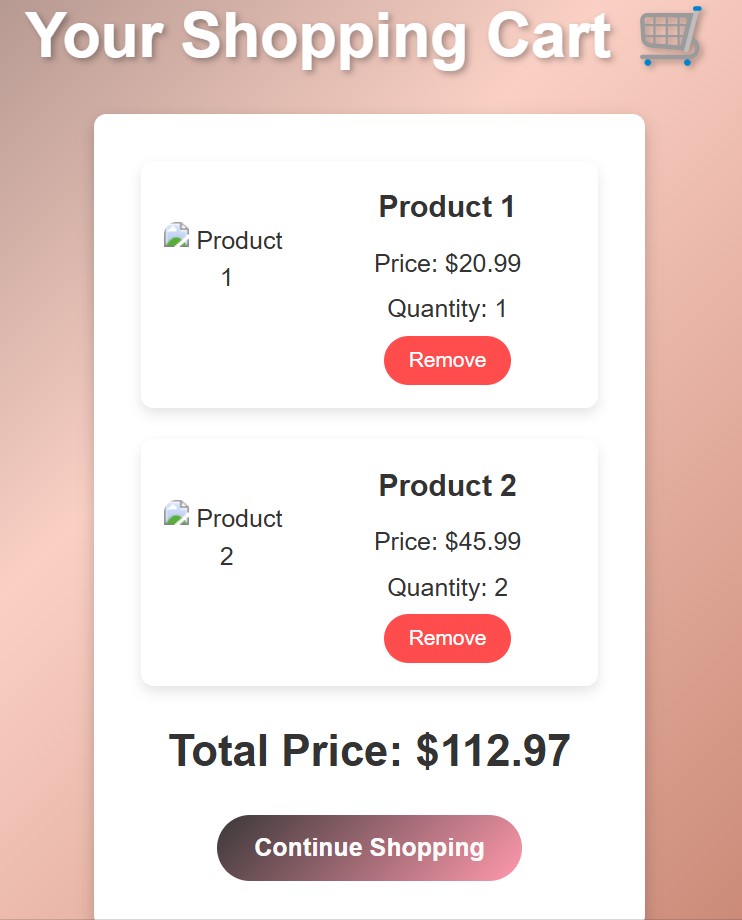 Your Shopping Cart
Product
1
Product 1
Price: $20.99
Quantity: 1
Remove
Product
2
Product 2
Price: $45.99
Quantity: 2
Remove
Total Price: $112.97
Continue Shopping